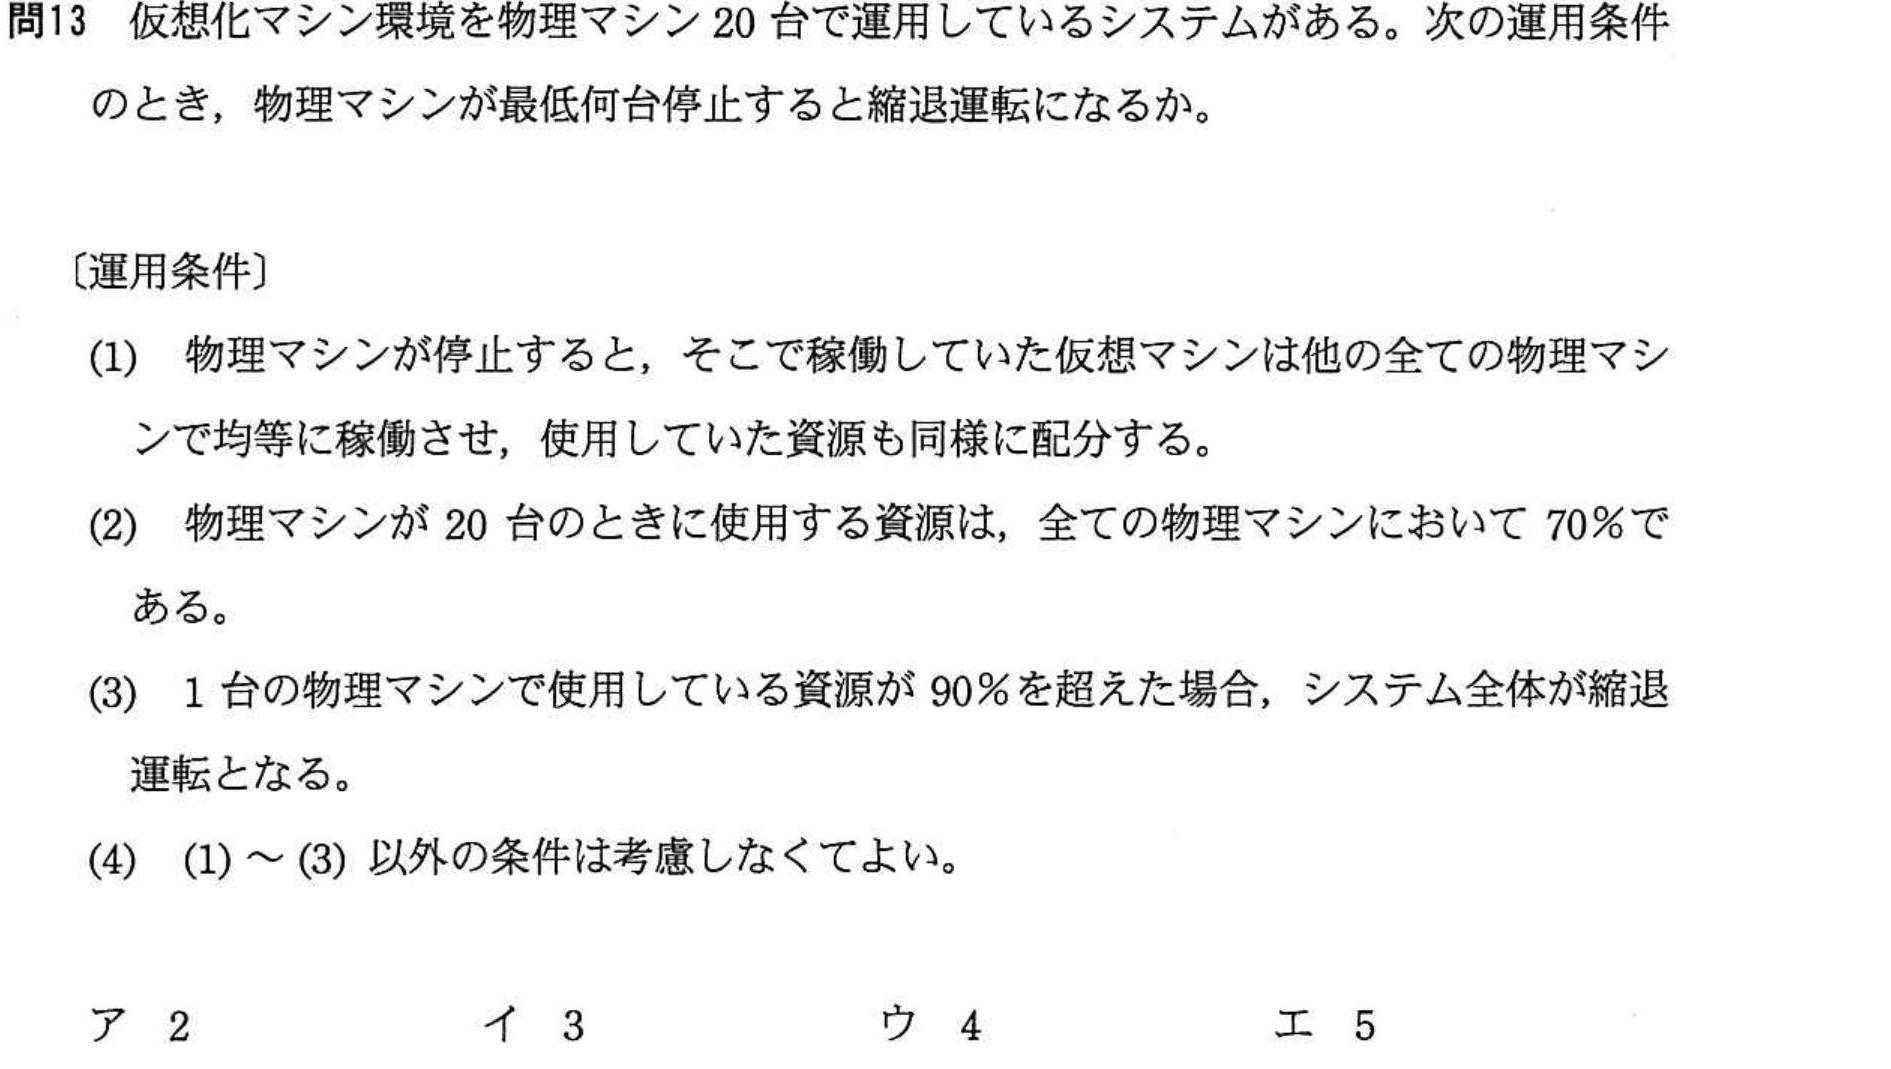 問13　仮想化マシン環境を物理マシン 20 台で運用しているシステムがある。次の運用条件
のとき，物理マシンが最低何台停止すると縮退運転になるか。
〔運用条件〕
(1)　物理マシンが停止すると，そこで稼働していた仮想マシンは他の全ての物理マシ
ンで均等に稼働させ，使用していた資源も同様に配分する。
(2)　物理マシンが 20 台のときに使用する資源は，全ての物理マシンにおいて 70％で
ある。
(3)　1 台の物理マシンで使用している資源が 90％を超えた場合，システム全体が縮退
運転となる。
(4)　(1) ～ (3) 以外の条件は考慮しなくてよい。
ア　2　イ　3　ウ　4　エ　5